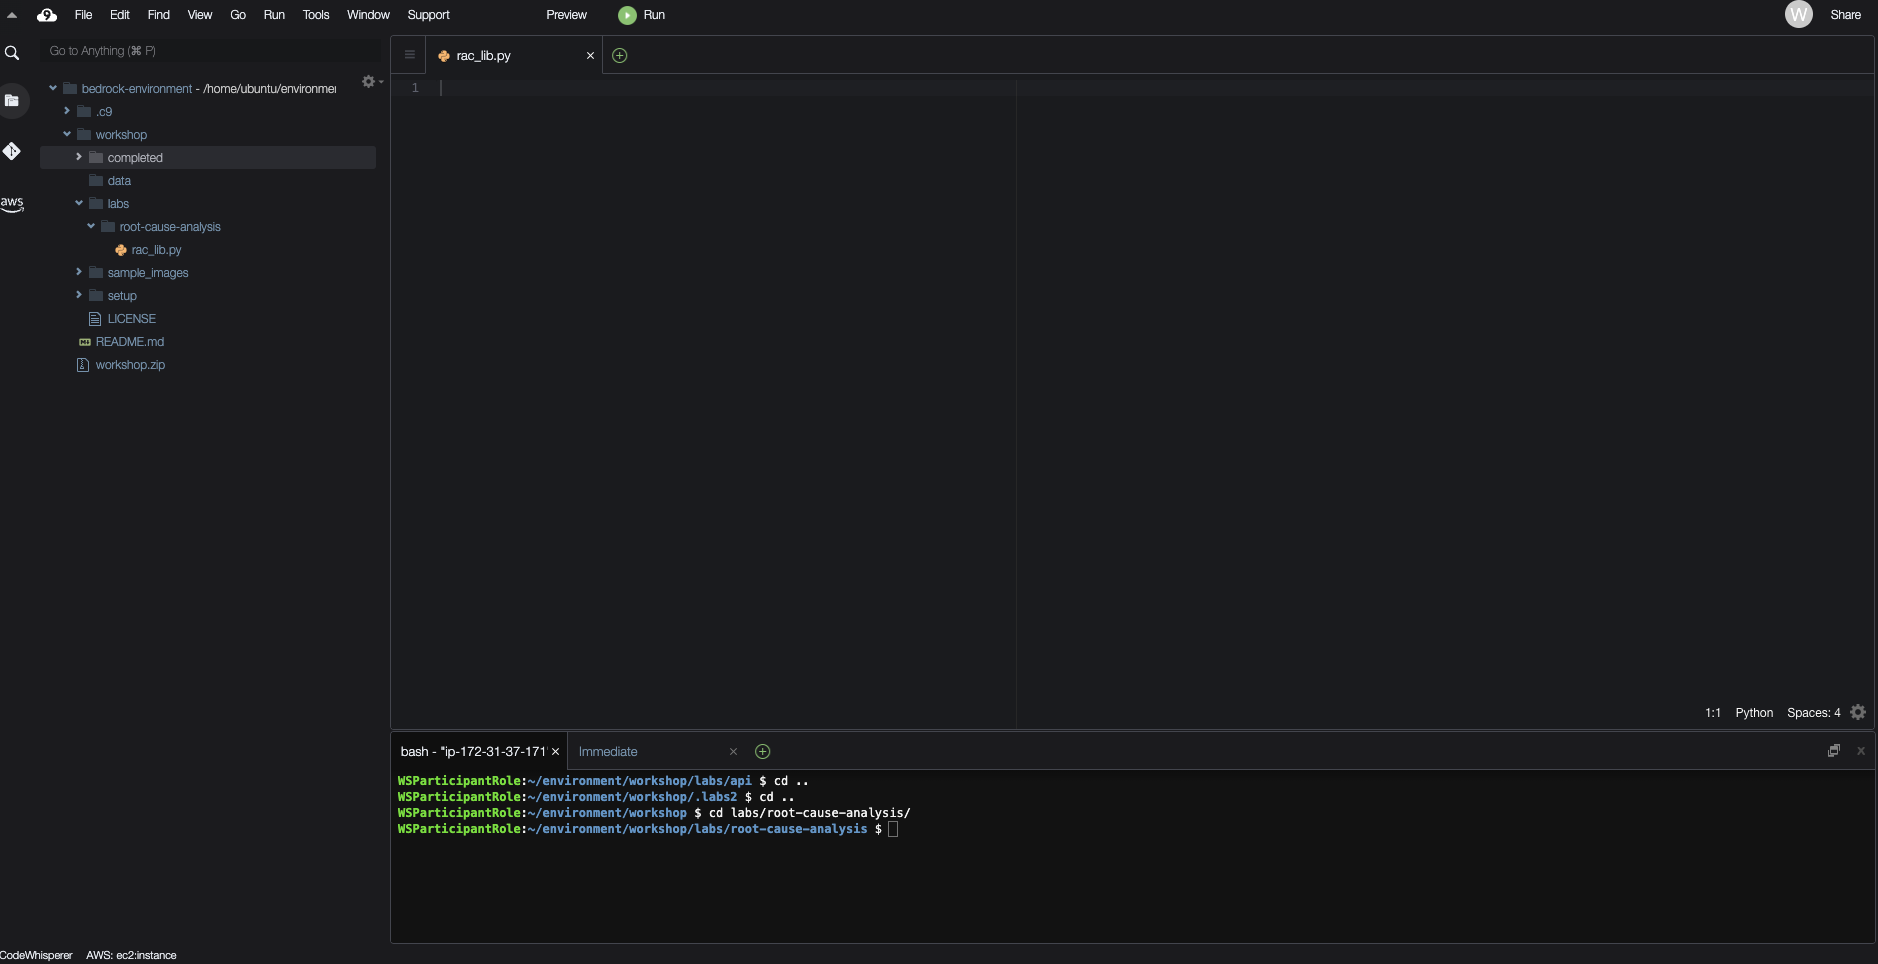 File Edit Find View Go Run Tools Window Support Preview Run W Share
Go to Anything (⌘ P)
rac_lib.py
bedrock-environment - /home/ubuntu/environmen
1
.c9
workshop
completed
data
aws
labs
root-cause-analysis
rac_lib.py
sample_images
setup
LICENSE
README.md
workshop.zip
1:1 Python Spaces: 4
bash - "ip-172-31-37-171" Immediate
WSParticipantRole:~/environment/workshop/labs/api $ cd ..
WSParticipantRole:~/environment/workshop/.labs2 $ cd ..
WSParticipantRole:~/environment/workshop $ cd labs/root-cause-analysis/
WSParticipantRole:~/environment/workshop/labs/root-cause-analysis $
CodeWhisperer AWS: ec2:instance